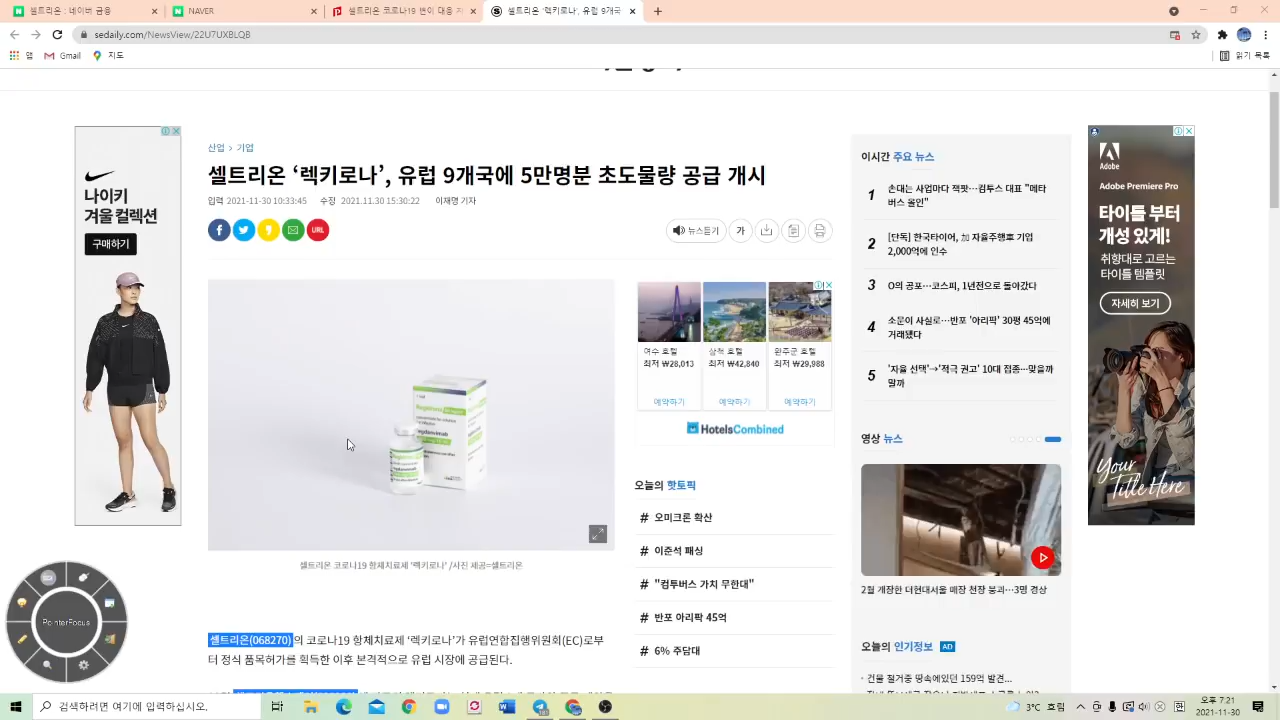 셀트리온 : 네이버 금융
NAVER
셀트리온 코로나19 변이 대응
셀트리온 '렉키로나', 유럽 9개국
sedaily.com/NewsView/22U7UXBLQB
앱
Gmail
지도
읽기 목록
나이키
겨울 컬렉션
구매하기
산업 > 기업
셀트리온 ‘렉키로나’, 유럽 9개국에 5만명분 초도물량 공급 개시
입력 2021-11-30 10:33:45 수정 2021.11.30 15:30:22 이재명 기자
URL
뉴스듣기
가
여수 호텔
최저 ₩28,013
예약하기
삼척 호텔
최저 ₩42,840
예약하기
완주군 호텔
최저 ₩29,988
예약하기
HotelsCombined
셀트리온 코로나19 항체치료제 ‘렉키로나’ /사진 제공=셀트리온
셀트리온(068270)의 코로나19 항체치료제 ‘렉키로나’가 유럽연합집행위원회(EC)로부
터 정식 품목허가를 획득한 이후 본격적으로 유럽 시장에 공급된다.
오늘의 핫토픽
# 오미크론 확산
# 이준석 패싱
# "컴투버스 가치 무한대"
# 반포 아리팍 45억
# 6% 주담대
이시간 주요 뉴스
1 손대는 사업마다 잭팟…컴투스 대표 "메타
버스 올인"
2 [단독] 한국타이어, 加 자율주행車 기업
2,000억에 인수
3 O의 공포…코스피, 1년전으로 돌아갔다
4 소문이 사실로…반포 '아리팍' 30평 45억에
거래됐다
5 '자율 선택'→'적극 권고' 10대 접종…맞을까
말까
영상 뉴스
2월 개장한 더현대서울 매장 천장 붕괴…3명 경상
오늘의 인기정보 AD
· 건물 철거중 땅속에있던 159억 발견...
Adobe
Adobe Premiere Pro
타이틀 부터
개성 있게!
취향대로 고르는
타이틀 템플릿
자세히 보기
Your
Title Here
PointerFocus
검색하려면 여기에 입력하십시오.
3°C 흐림
오후 7:21
2021-11-30